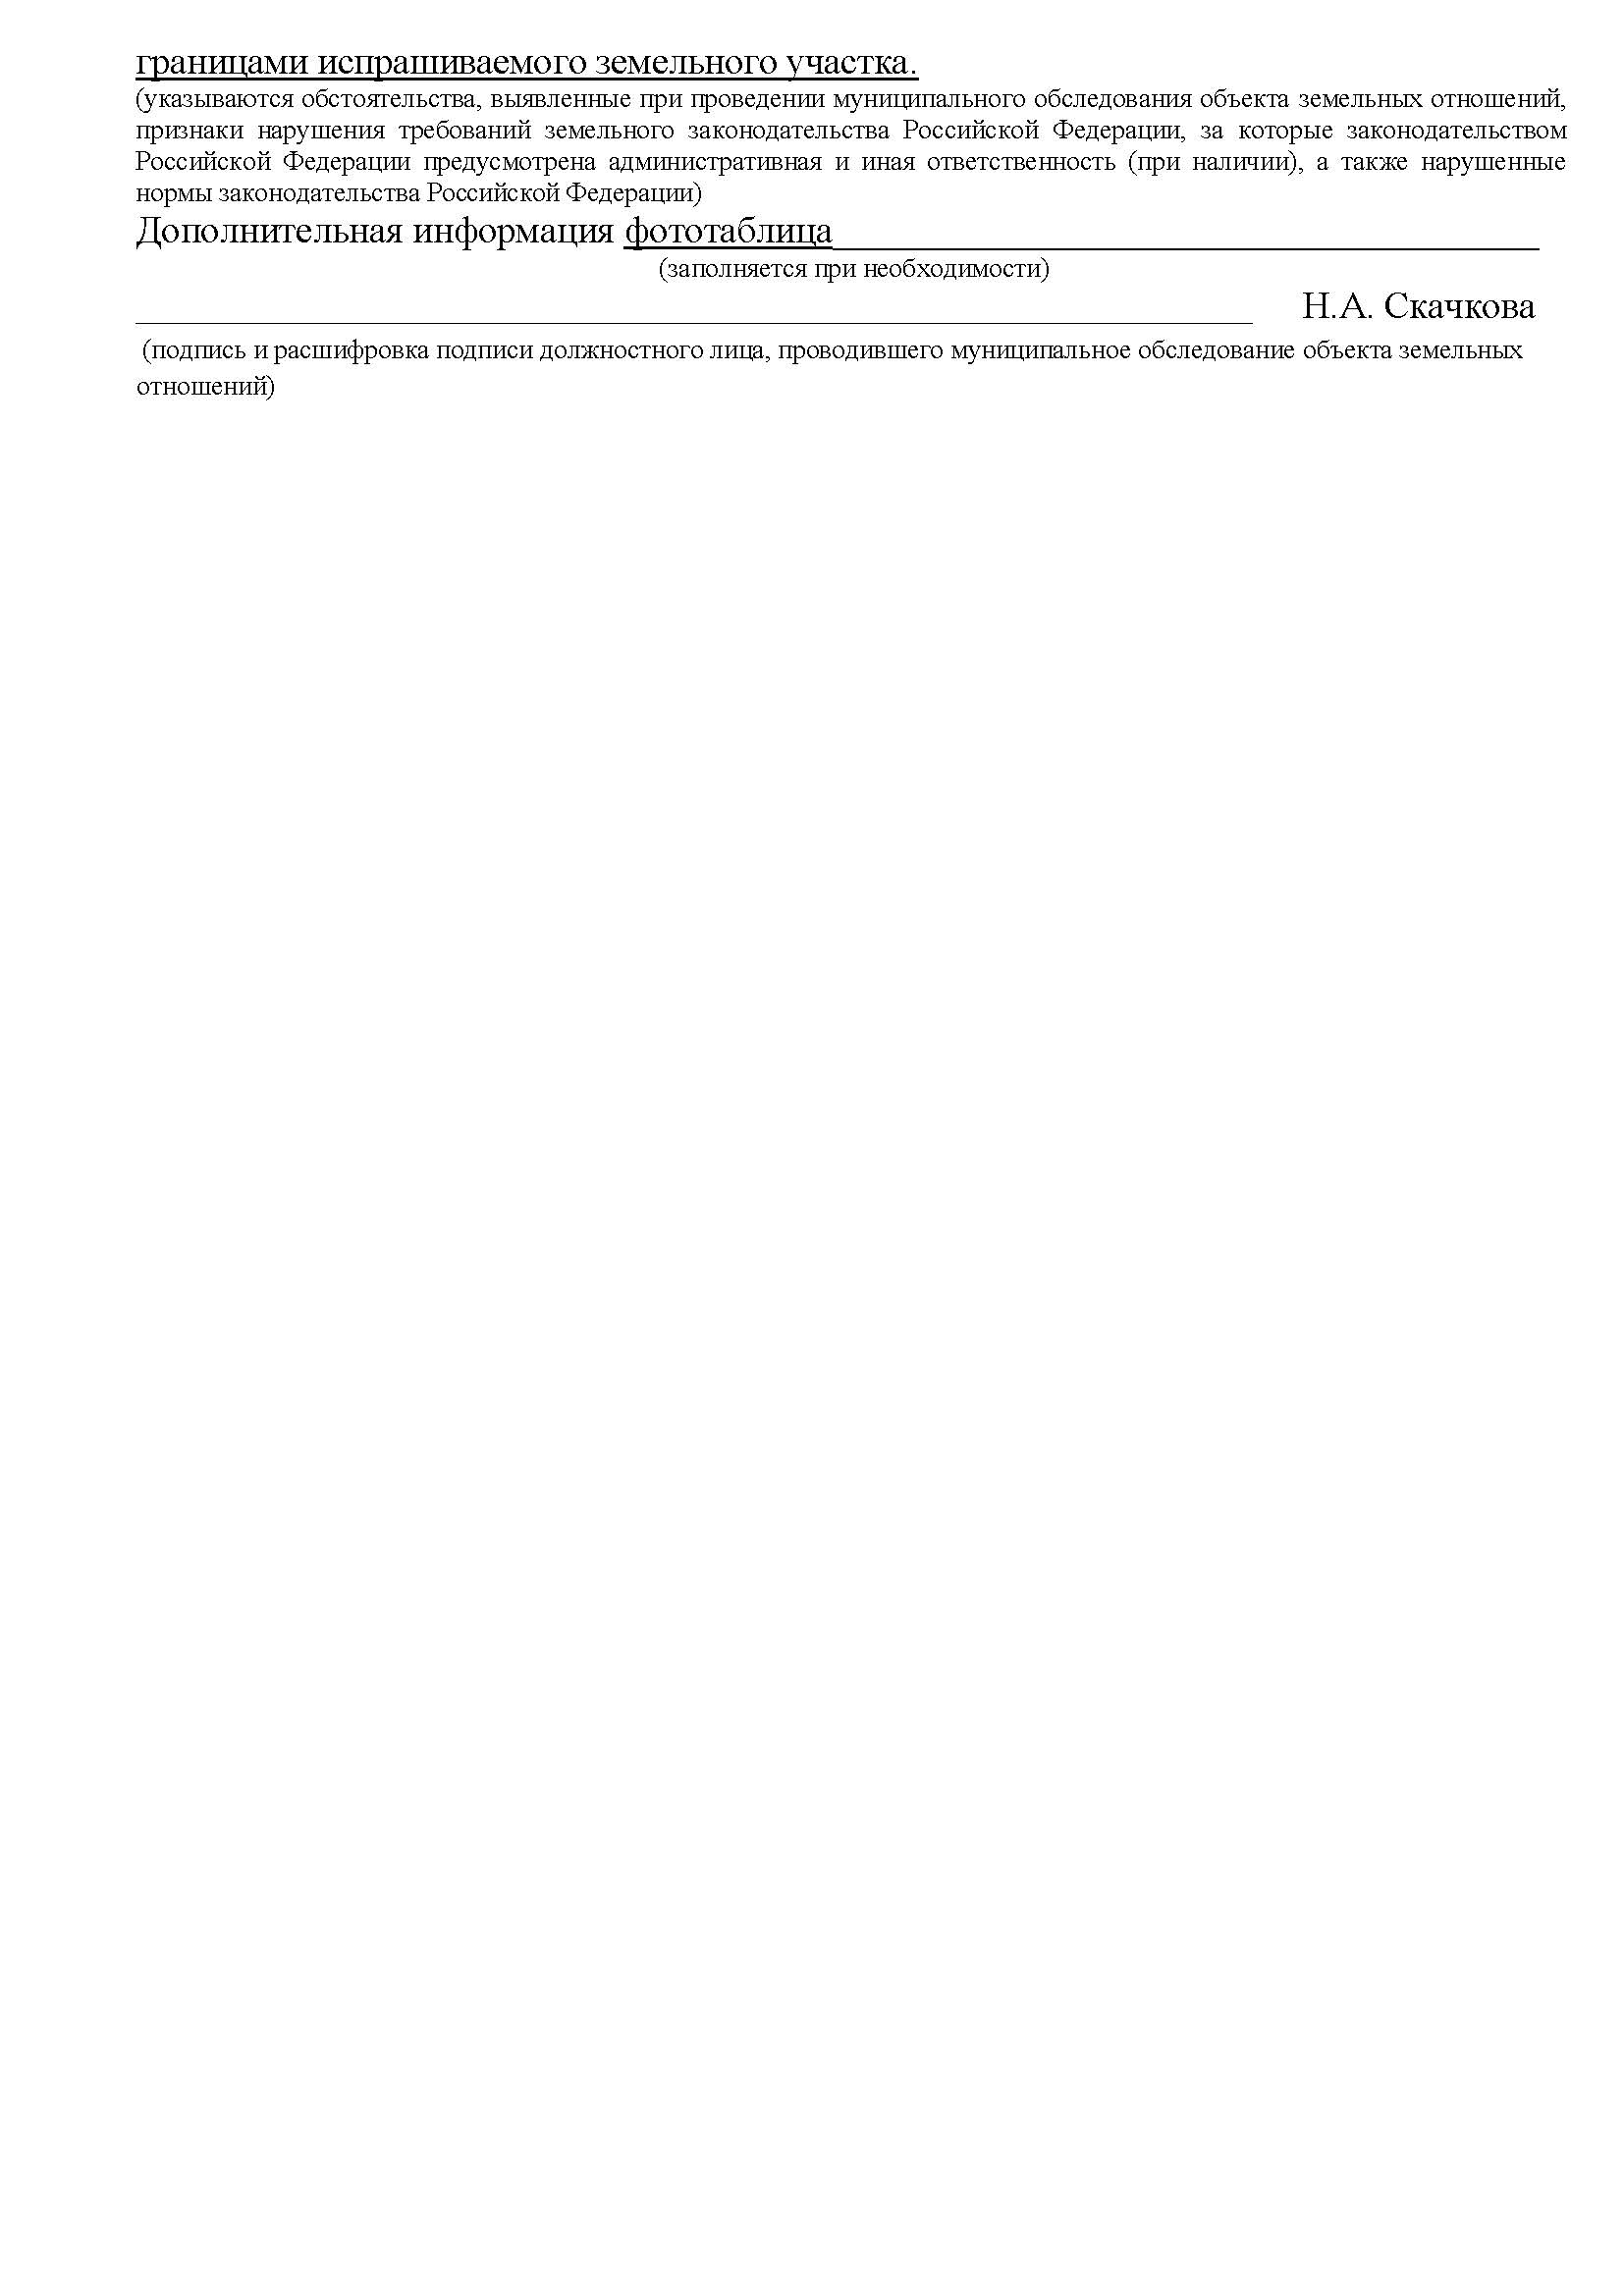 границами испрашиваемого земельного участка.
(указываются обстоятельства, выявленные при проведении муниципального обследования объекта земельных отношений,
признаки нарушения требований земельного законодательства Российской Федерации, за которые законодательством
Российской Федерации предусмотрена административная и иная ответственность (при наличии), а также нарушенные
нормы законодательства Российской Федерации)
Дополнительная информация фототаблица
(заполняется при необходимости)
Н.А. Скачкова
(подпись и расшифровка подписи должностного лица, проводившего муниципальное обследование объекта земельных
отношений)